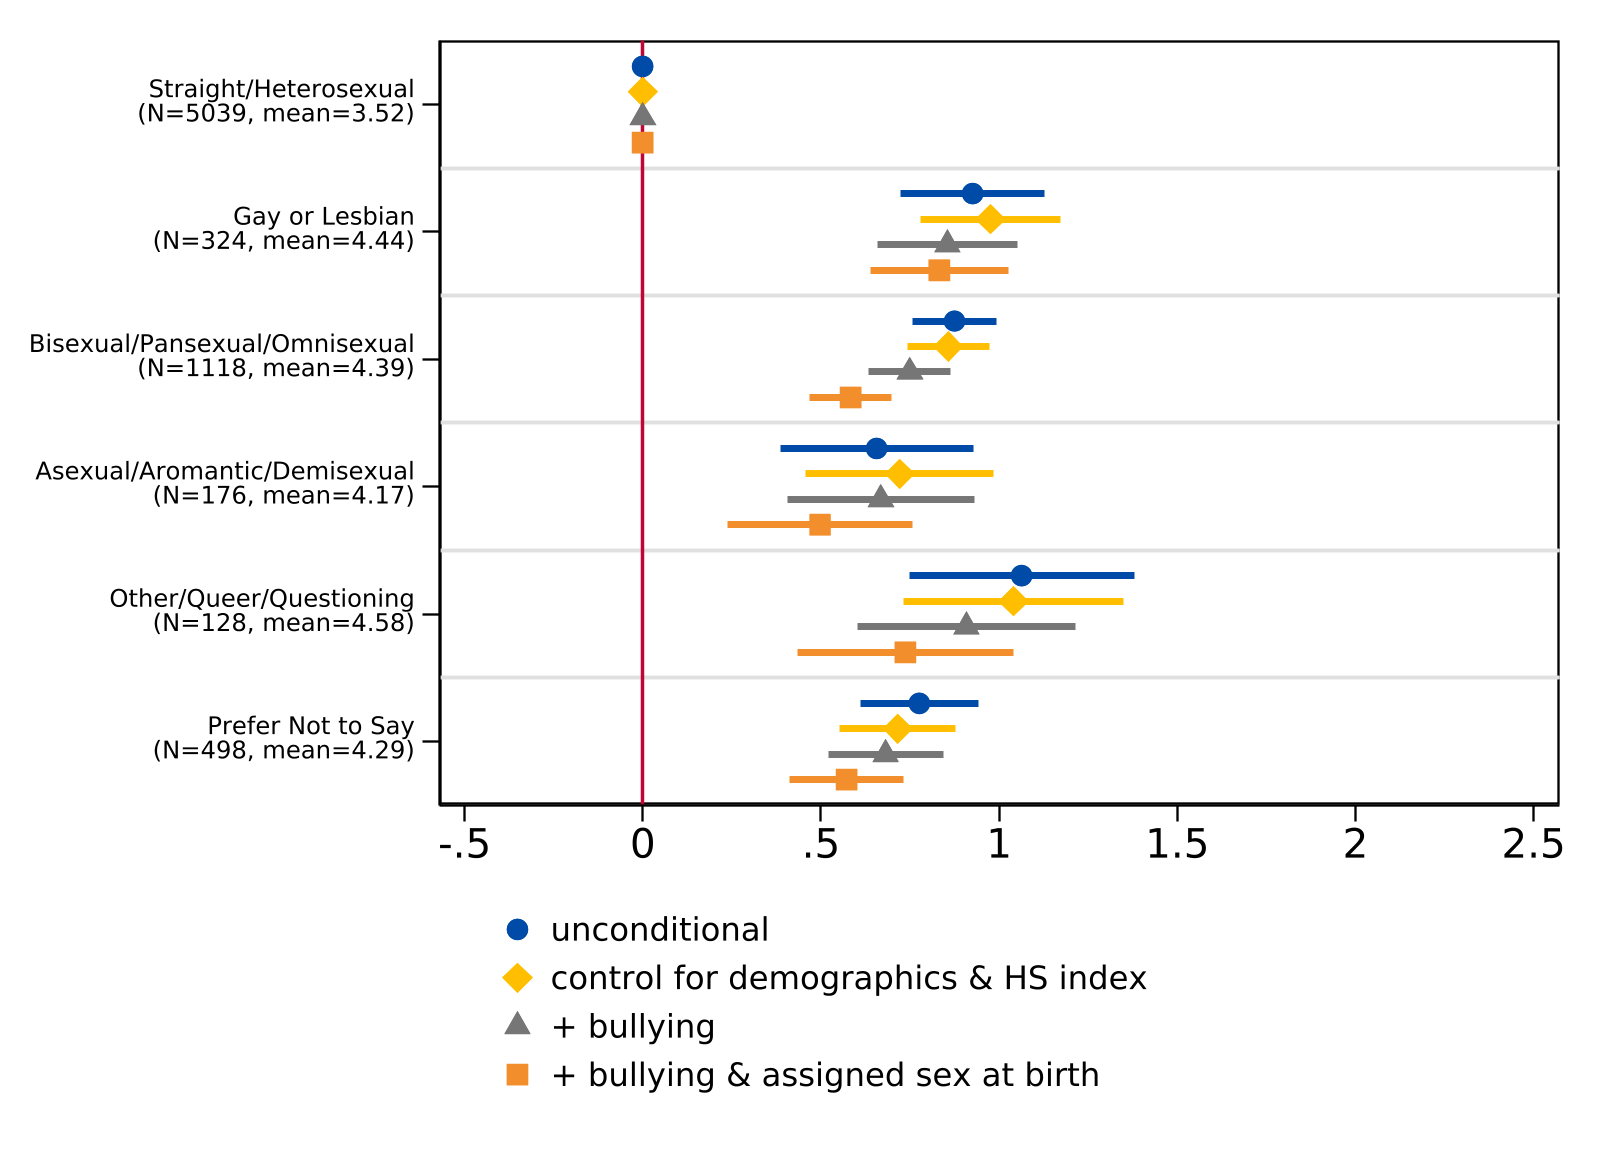 Straight/Heterosexual
(N=5039, mean=3.52)
Gay or Lesbian
(N=324, mean=4.44)
Bisexual/Pansexual/Omnisexual
(N=1118, mean=4.39)
Asexual/Aromantic/Demisexual
(N=176, mean=4.17)
Other/Queer/Questioning
(N=128, mean=4.58)
Prefer Not to Say
(N=498, mean=4.29)
-.5 0 .5 1 1.5 2 2.5
unconditional
control for demographics & HS index
+ bullying
+ bullying & assigned sex at birth